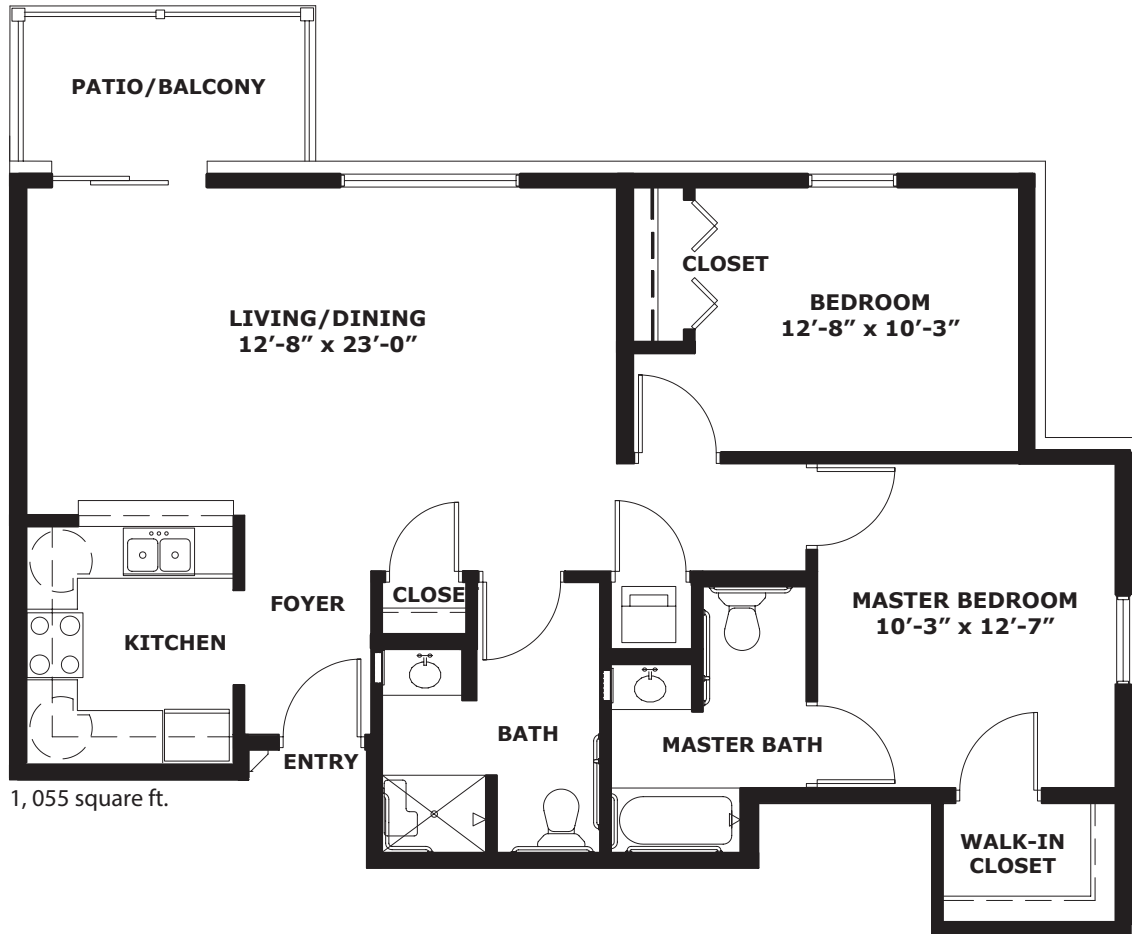 PATIO/BALCONY
CLOSET
BEDROOM
12’-8” x 10’-3”
LIVING/DINING
12’-8” x 23’-0”
CLOSE
FOYER
MASTER BEDROOM
10’-3” x 12’-7”
KITCHEN
BATH
MASTER BATH
ENTRY
1, 055 square ft.
WALK-IN
CLOSET